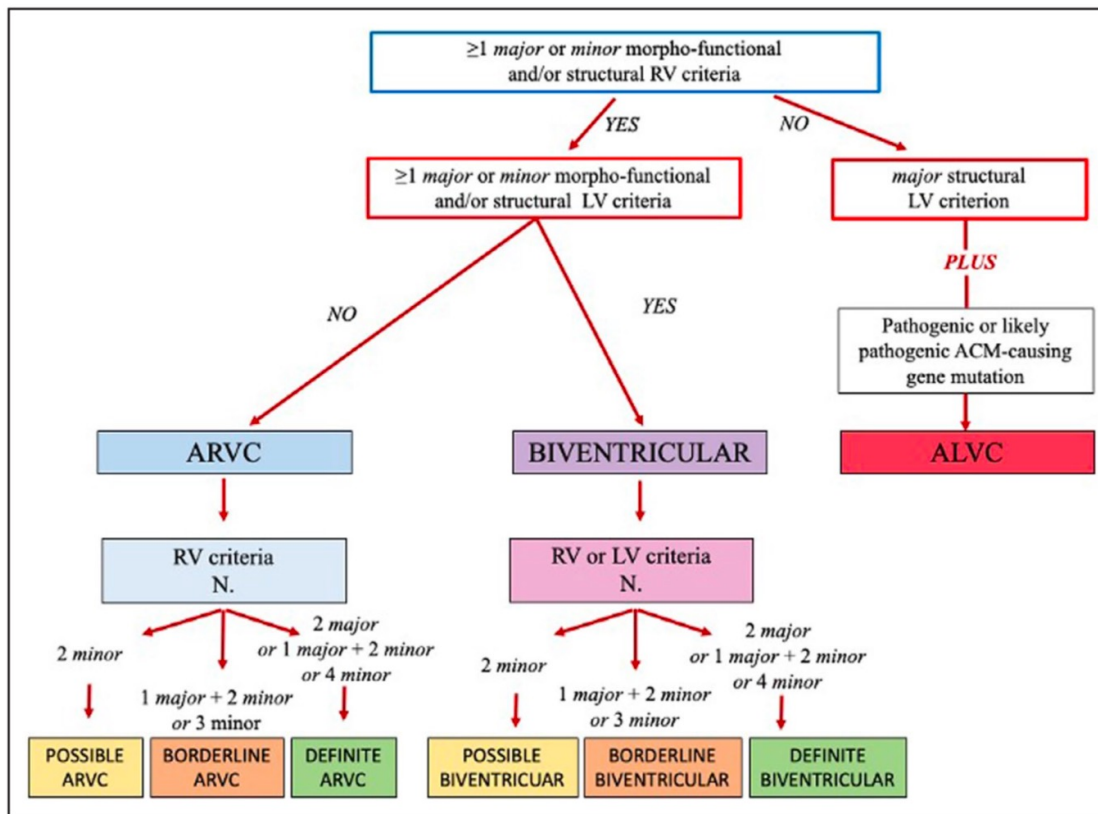 ≥1 major or minor morpho-functional
and/or structural RV criteria
YES
NO
≥1 major or minor morpho-functional
and/or structural LV criteria
major structural
LV criterion
PLUS
NO
YES
Pathogenic or likely
pathogenic ACM-causing
gene mutation
ARVC
BIVENTRICULAR
ALVC
RV criteria
N.
RV or LV criteria
N.
2 minor
1 major + 2 minor
or 3 minor
2 major
or 1 major + 2 minor
or 4 minor
2 minor
1 major + 2 minor
or 3 minor
2 major
or 1 major + 2 minor
or 4 minor
POSSIBLE
ARVC
BORDERLINE
ARVC
DEFINITE
ARVC
POSSIBLE
BIVENTRICUAR
BORDERLINE
BIVENTRICULAR
DEFINITE
BIVENTRICULAR